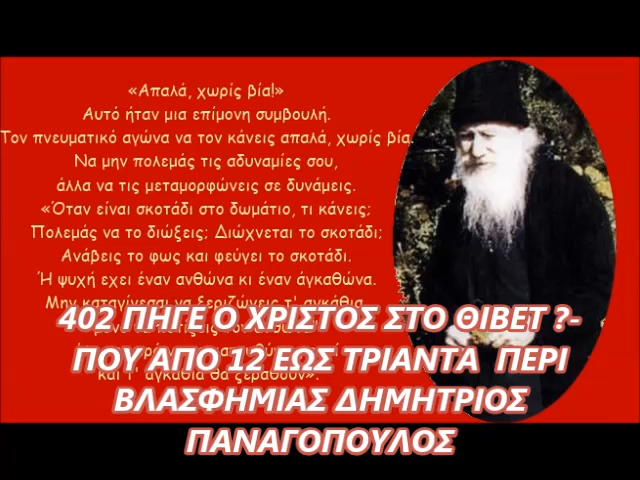 «Απαλά, χωρίς βία!»
Αυτό ήταν μια επίμονη συμβουλή.
Τον πνευματικό αγώνα να τον κάνεις απαλά, χωρίς βία.
Να μην πολεμάς τις αδυναμίες σου,
άλλα να τις μεταμορφώνεις σε δυνάμεις.
«Όταν είναι σκοτάδι στο δωμάτιο, τι κάνεις;
Πολεμάς να το διώξεις; Διώχνεται το σκοτάδι;
Ανάβεις το φως και φεύγει το σκοτάδι.
Ή ψυχή εχει έναν ανθώνα κι έναν άγκαθώνα.
Μην καταγίνεσαι να ξεριζώνεις τ' αγκάθια
και τ' αγκάθια θα ξεραθούν».
402 ΠΗΓΕ Ο ΧΡΙΣΤΟΣ ΣΤΟ ΘΙΒΕΤ ?-
ΠΟΥ ΑΠΟ 12 ΕΩΣ ΤΡΙΑΝΤΑ ΠΕΡΙ
ΒΛΑΣΦΗΜΙΑΣ ΔΗΜΗΤΡΙΟΣ
ΠΑΝΑΓΟΠΟΥΛΟΣ